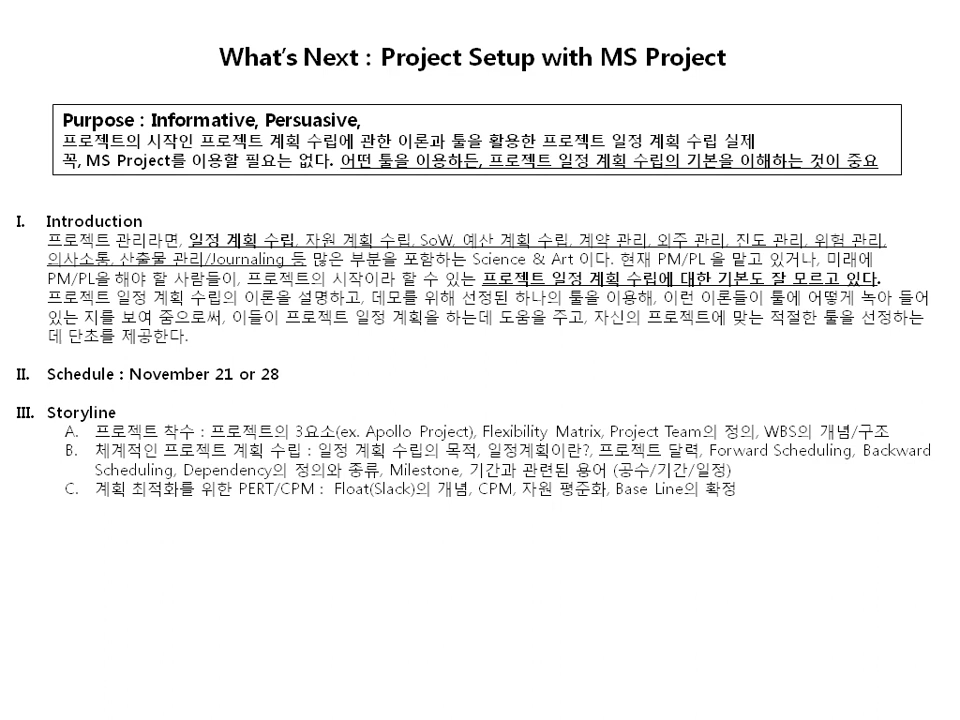 What's Next : Project Setup with MS Project
Purpose : Informative, Persuasive,
프로젝트의 시작인 프로젝트 계획 수립에 관한 이론과 툴을 활용한 프로젝트 일정 계획 수립 실제
꼭, MS Project를 이용할 필요는 없다. 어떤 툴을 이용하든, 프로젝트 일정 계획 수립의 기본을 이해하는 것이 중요
I. Introduction
프로젝트 관리라면, 일정 계획 수립, 자원 계획 수립, SoW, 예산 계획 수립, 계약 관리, 외주 관리, 진도 관리, 위험 관리,
의사소통, 산출물 관리/Journaling 등 많은 부분을 포함하는 Science & Art 이다. 현재 PM/PL 을 맡고 있거나, 미래에
PM/PL을 해야 할 사람들이, 프로젝트의 시작이라 할 수 있는 프로젝트 일정 계획 수립에 대한 기본도 잘 모르고 있다.
프로젝트 일정 계획 수립의 이론을 설명하고, 데모를 위해 선정된 하나의 툴을 이용해, 이런 이론들이 툴에 어떻게 녹아 들어
있는 지를 보여 줌으로써, 이들이 프로젝트 일정 계획을 하는데 도움을 주고, 자신의 프로젝트에 맞는 적절한 툴을 선정하는
데 단초를 제공한다.
II. Schedule : November 21 or 28
III. Storyline
A. 프로젝트 착수 : 프로젝트의 3요소(ex. Apollo Project), Flexibility Matrix, Project Team의 정의, WBS의 개념/구조
B. 체계적인 프로젝트 계획 수립 : 일정 계획 수립의 목적, 일정계획이란?, 프로젝트 달력, Forward Scheduling, Backward
Scheduling, Dependency의 정의와 종류, Milestone, 기간과 관련된 용어 (공수/기간/일정)
C. 계획 최적화를 위한 PERT/CPM : Float(Slack)의 개념, CPM, 자원 평준화, Base Line의 확정